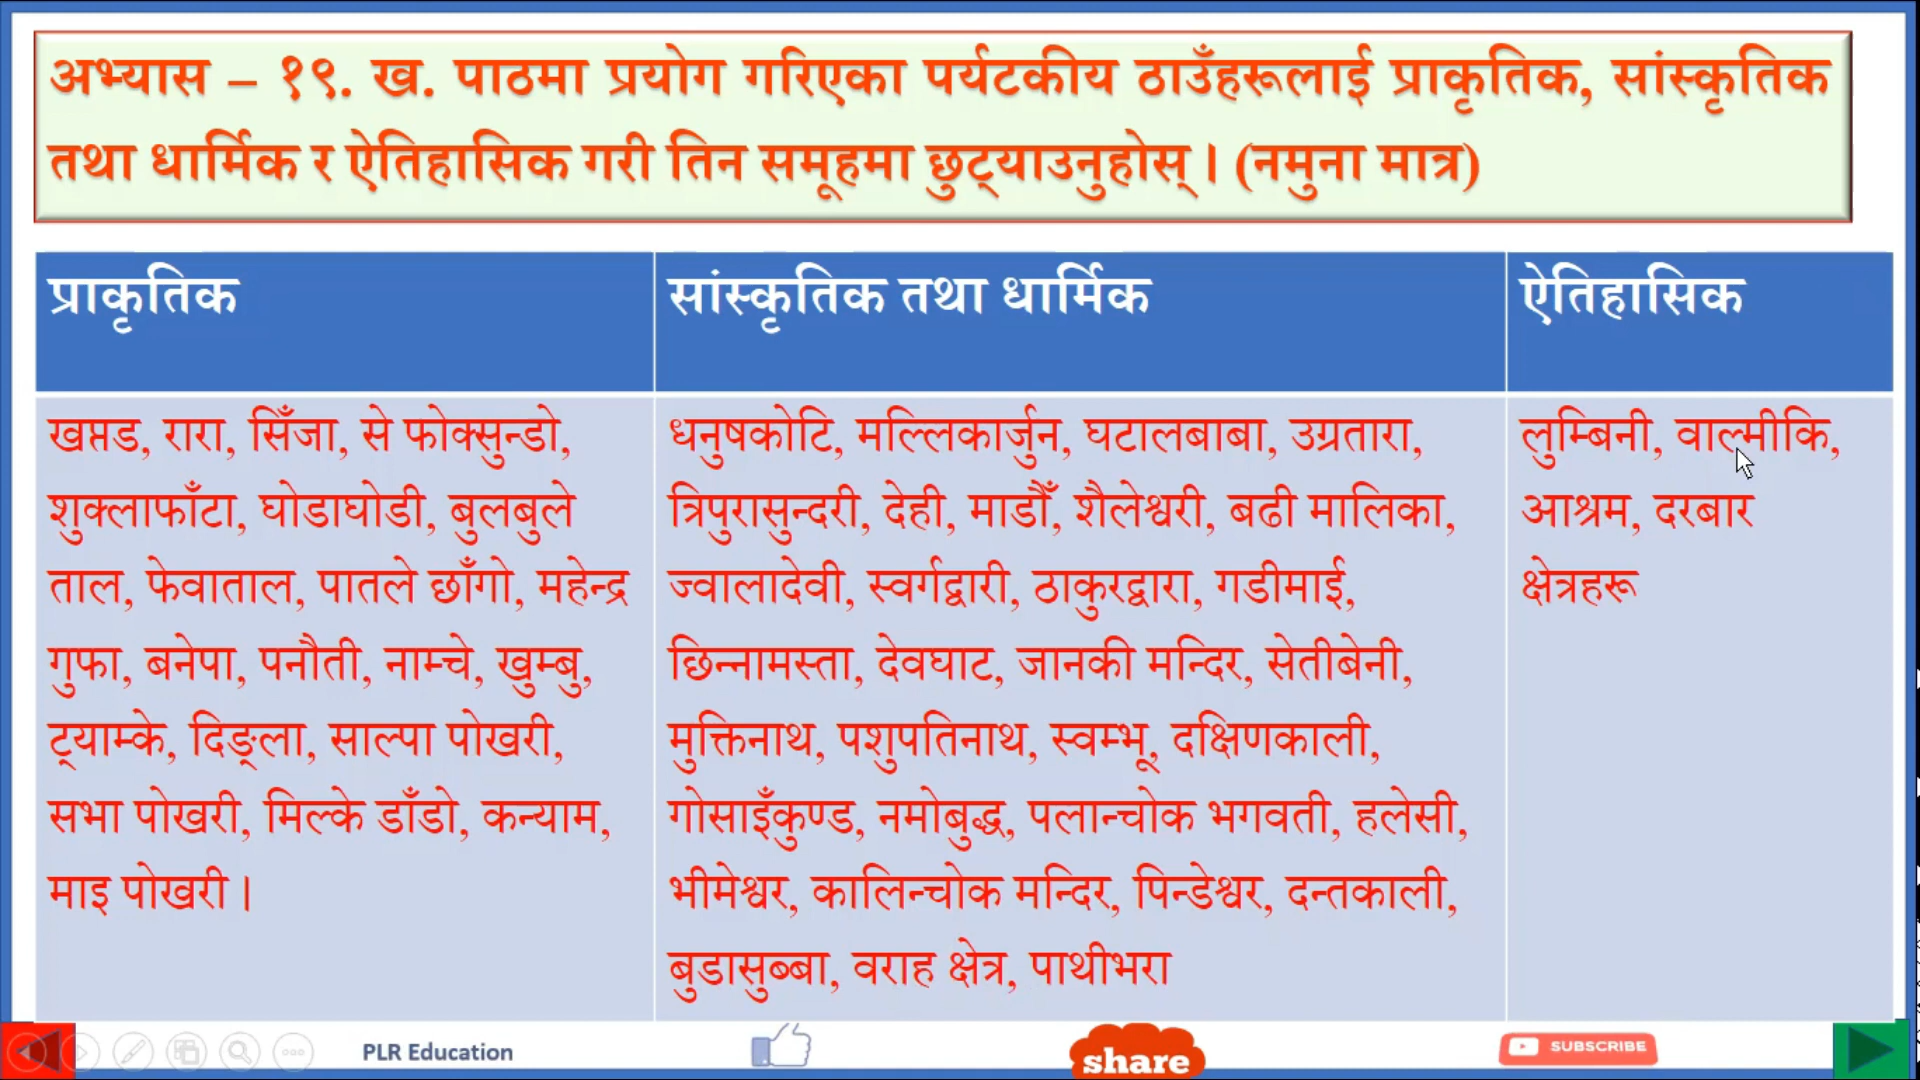 अभ्यास – १९. ख. पाठमा प्रयोग गरिएका पर्यटकीय ठाउँहरूलाई प्राकृतिक, सांस्कृतिक
तथा धार्मिक र ऐतिहासिक गरी तिन समूहमा छुट्याउनुहोस् । (नमुना मात्र)
प्राकृतिक
सांस्कृतिक तथा धार्मिक
ऐतिहासिक
खप्तड, रारा, सिँजा, से फोक्सुन्डो,
शुक्लाफाँटा, घोडाघोडी, बुलबुले
ताल, फेवाताल, पातले छाँगो, महेन्द्र
गुफा, बनेपा, पनौती, नाम्चे, खुम्बु,
ट्याम्के, दिङ्ला, साल्पा पोखरी,
सभा पोखरी, मिल्के डाँडो, कन्याम,
माइ पोखरी ।
धनुषकोटि, मल्लिकार्जुन, घटालबाबा, उग्रतारा,
त्रिपुरासुन्दरी, देही, माडौँ, शैलेश्वरी, बढी मालिका,
ज्वालादेवी, स्वर्गद्वारी, ठाकुरद्वारा, गडीमाई,
छिन्नामस्ता, देवघाट, जानकी मन्दिर, सेतीबेनी,
मुक्तिनाथ, पशुपतिनाथ, स्वम्भू, दक्षिणकाली,
गोसाइँकुण्ड, नमोबुद्ध, पलान्चोक भगवती, हलेसी,
भीमेश्वर, कालिन्चोक मन्दिर, पिन्डेश्वर, दन्तकाली,
बुडासुब्बा, वराह क्षेत्र, पाथीभरा
लुम्बिनी, वाल्मीकि,
आश्रम, दरबार
क्षेत्रहरू
PLR Education
share
SUBSCRIBE